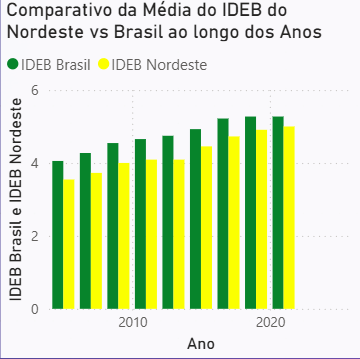 Comparativo da Média do IDEB do
Nordeste vs Brasil ao longo dos Anos
IDEB Brasil IDEB Nordeste
IDEB Brasil e IDEB Nordeste
6
4
2
0
2010 2020
Ano